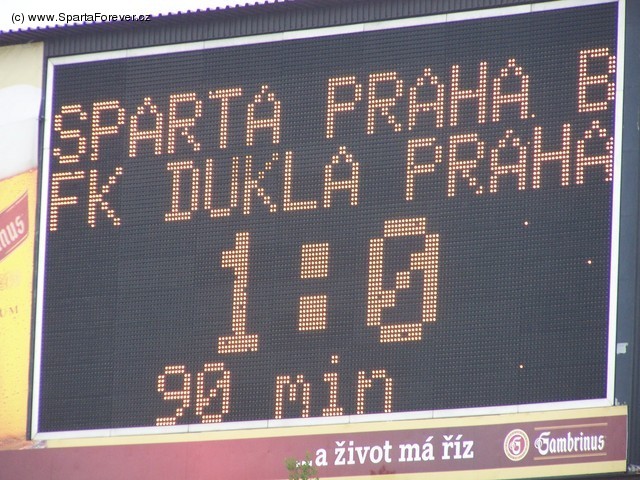 (c) www.SpartaForever.cz
SPARTA PRAHA B
FK DUKLA PRAHA
1:0
90 min
...a život má říz
G Gambrinus